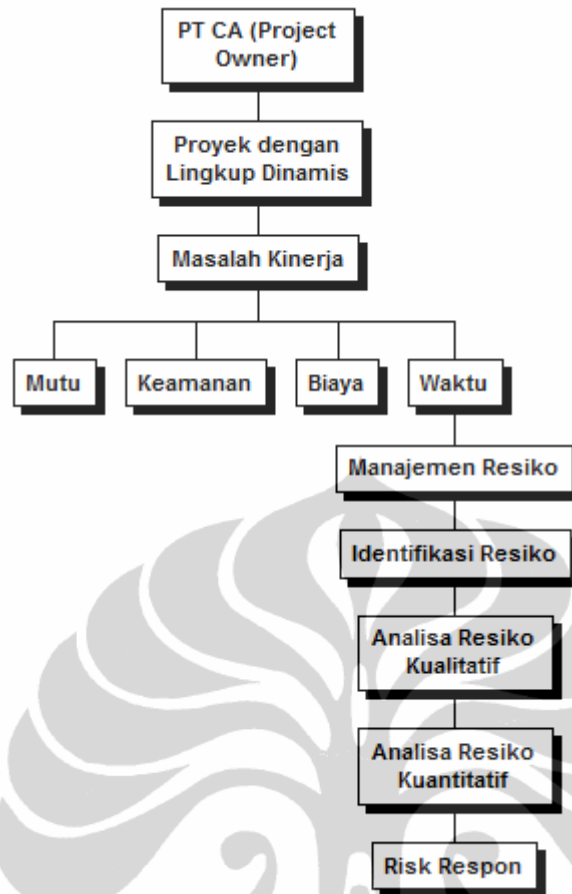 PT CA (Project
Owner)
Proyek dengan
Lingkup Dinamis
Masalah Kinerja
Mutu
Keamanan
Biaya
Waktu
Manajemen Resiko
Identifikasi Resiko
Analisa Resiko
Kualitatif
Analisa Resiko
Kuantitatif
Risk Respon